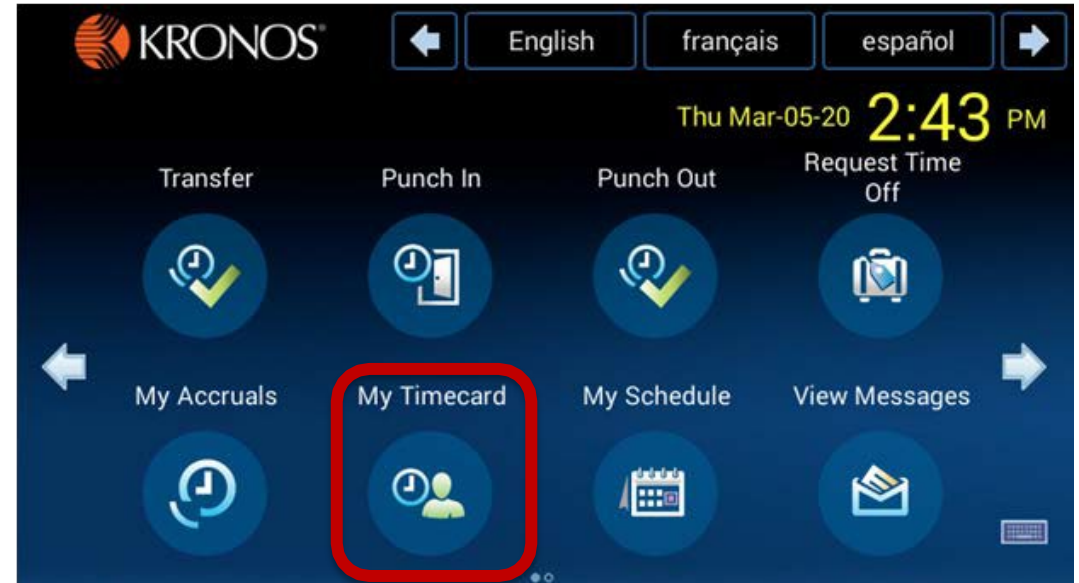 KRONOS®
English français español
Thu Mar-05-20 2:43 PM
Transfer Punch In Punch Out Request Time Off
My Accruals My Timecard My Schedule View Messages